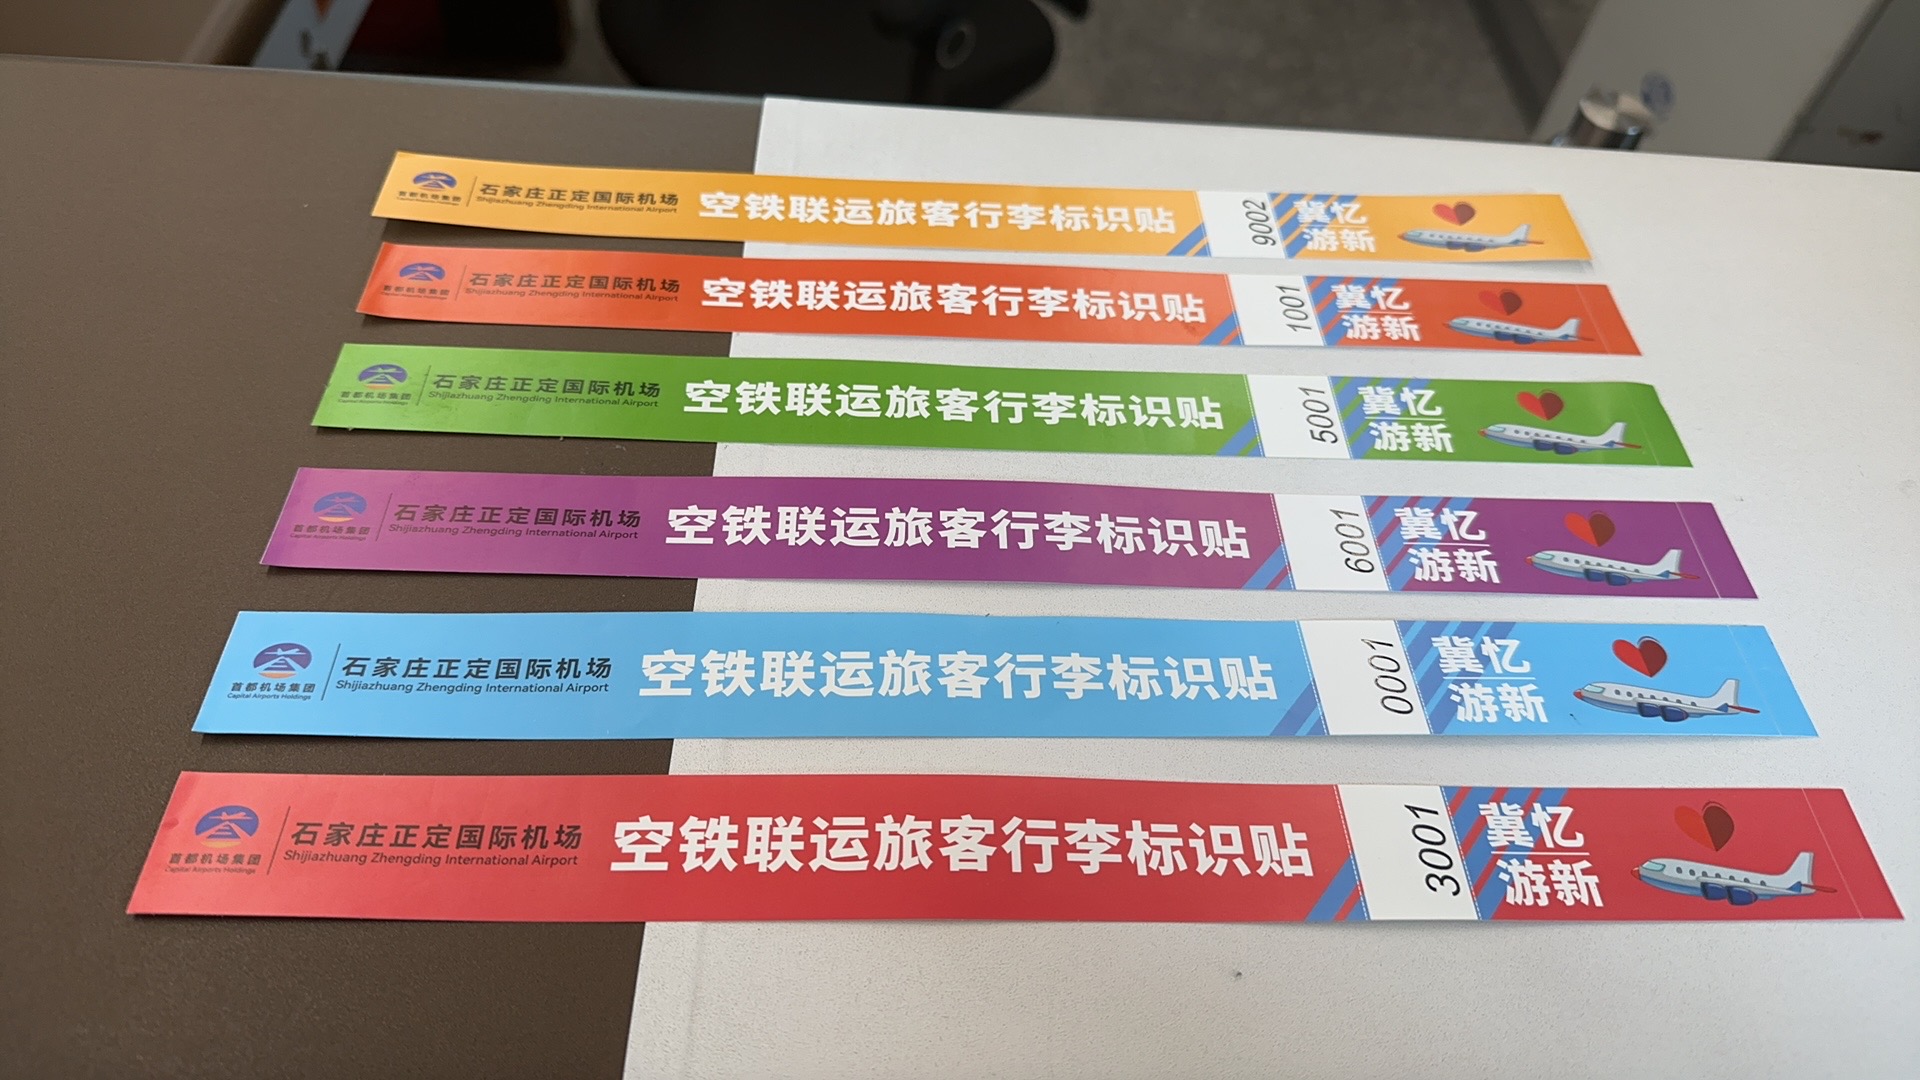 首都机场集团
Capital Airports Holdings
石家庄正定国际机场
Shijiazhuang Zhengding International Airport
空铁联运旅客行李标识贴
9002
冀忆
游新
首都机场集团
Capital Airports Holdings
石家庄正定国际机场
Shijiazhuang Zhengding International Airport
空铁联运旅客行李标识贴
1001
冀忆
游新
首都机场集团
Capital Airports Holdings
石家庄正定国际机场
Shijiazhuang Zhengding International Airport
空铁联运旅客行李标识贴
5001
冀忆
游新
首都机场集团
Capital Airports Holdings
石家庄正定国际机场
Shijiazhuang Zhengding International Airport
空铁联运旅客行李标识贴
6001
冀忆
游新
首都机场集团
Capital Airports Holdings
石家庄正定国际机场
Shijiazhuang Zhengding International Airport
空铁联运旅客行李标识贴
0001
冀忆
游新
首都机场集团
Capital Airports Holdings
石家庄正定国际机场
Shijiazhuang Zhengding International Airport
空铁联运旅客行李标识贴
3001
冀忆
游新